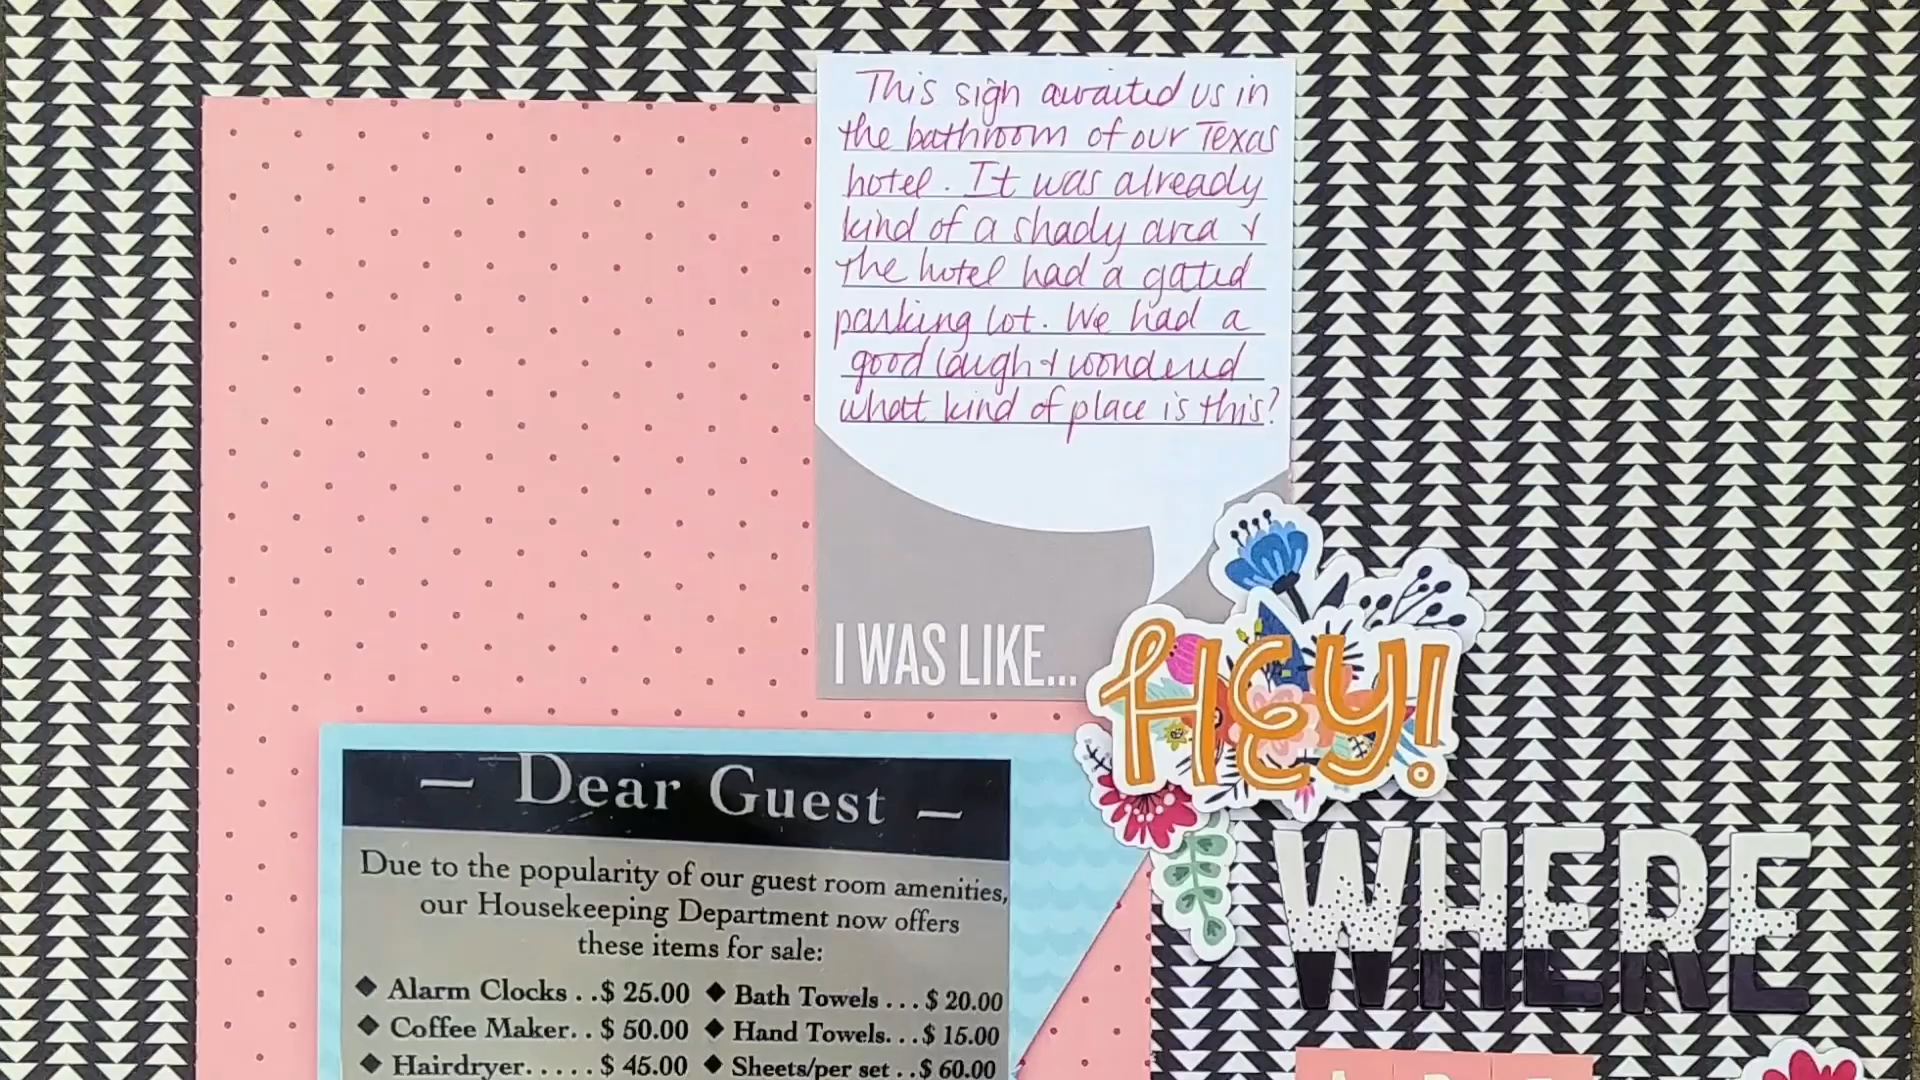 This sign awaited us in
the bathroom of our Texas
hotel. It was already
kind of a shady area &
the hotel had a gated
parking lot. We had a
good laugh & wondered
what kind of place is this?
I WAS LIKE...
HEY!
— Dear Guest —
Due to the popularity of our guest room amenities,
our Housekeeping Department now offers
these items for sale:
◆ Alarm Clocks . . $ 25.00 ◆ Bath Towels . . . $ 20.00
◆ Coffee Maker. . $ 50.00 ◆ Hand Towels. . . $ 15.00
◆ Hairdryer. . . . . $ 45.00 ◆ Sheets/per set . . $ 60.00
WHERE